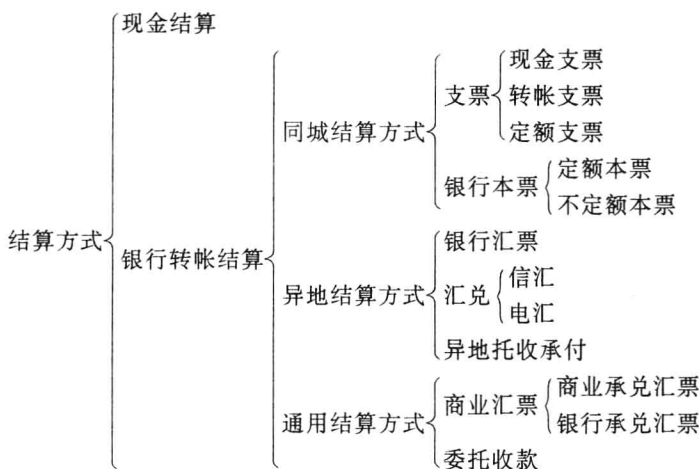 结算方式
现金结算
银行转帐结算
同城结算方式
支票
现金支票
转帐支票
定额支票
银行本票
定额本票
不定额本票
异地结算方式
银行汇票
汇兑
信汇
电汇
异地托收承付
通用结算方式
商业汇票
商业承兑汇票
银行承兑汇票
委托收款